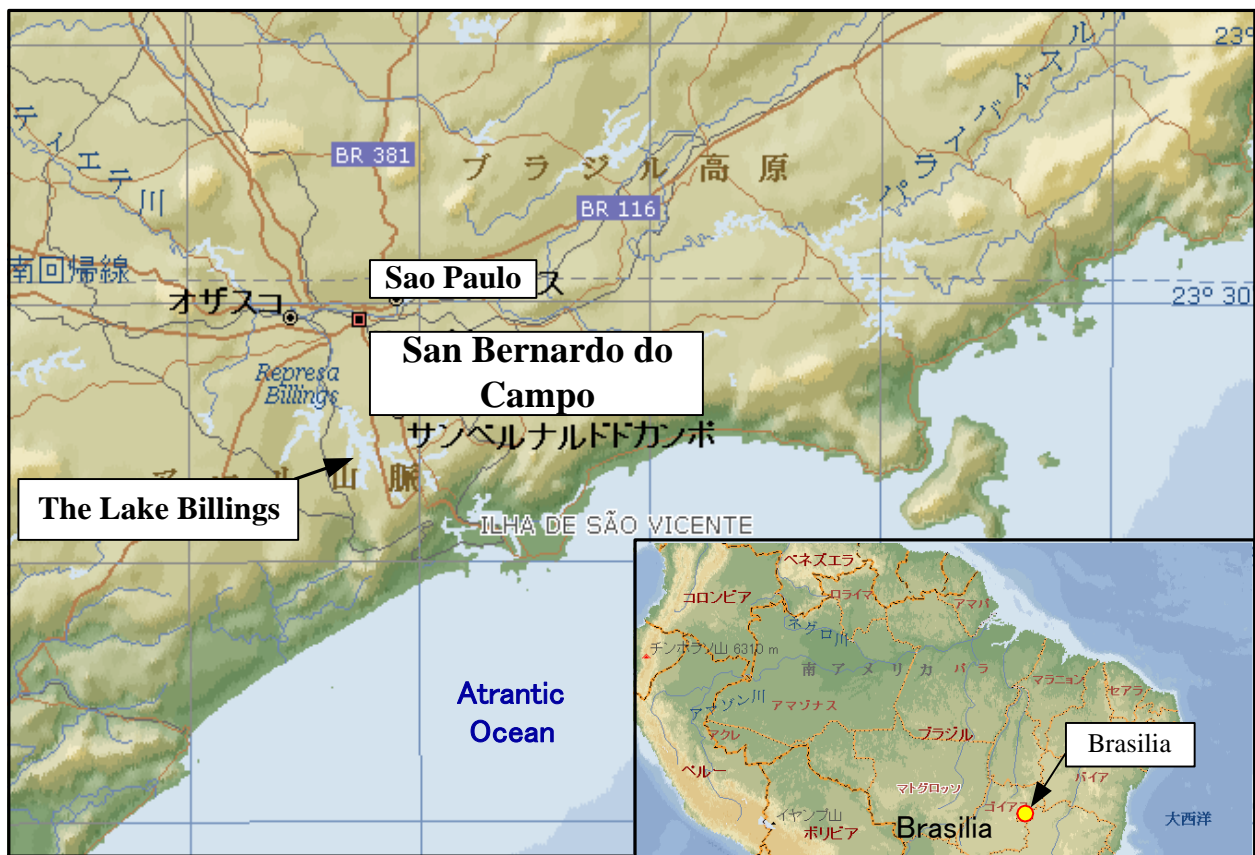 23°
パライバドスル
ティエテ川
BR 381
ブラジル高原
BR 116
南回帰線
Sao Paulo
ス
オザスコ
23° 30
San Bernardo do
Campo
Represa
Billings
サンベルナルドドカンポ
山脈
The Lake Billings
ILHA DE SÃO VICENTE
Atrantic
Ocean
ベネズエラ
コロンビア
ロライマ
アマパ
ネグロ川
チンボラソ山 6310 m
南アメリカ
パラ
マラニョン
セアラ
アマゾン川
アマゾナス
アクレ
ブラジル
Brasilia
ペルー
バイア
マトグロッソ
ゴイアス
イヤンプ山
ボリビア
Brasilia
大西洋